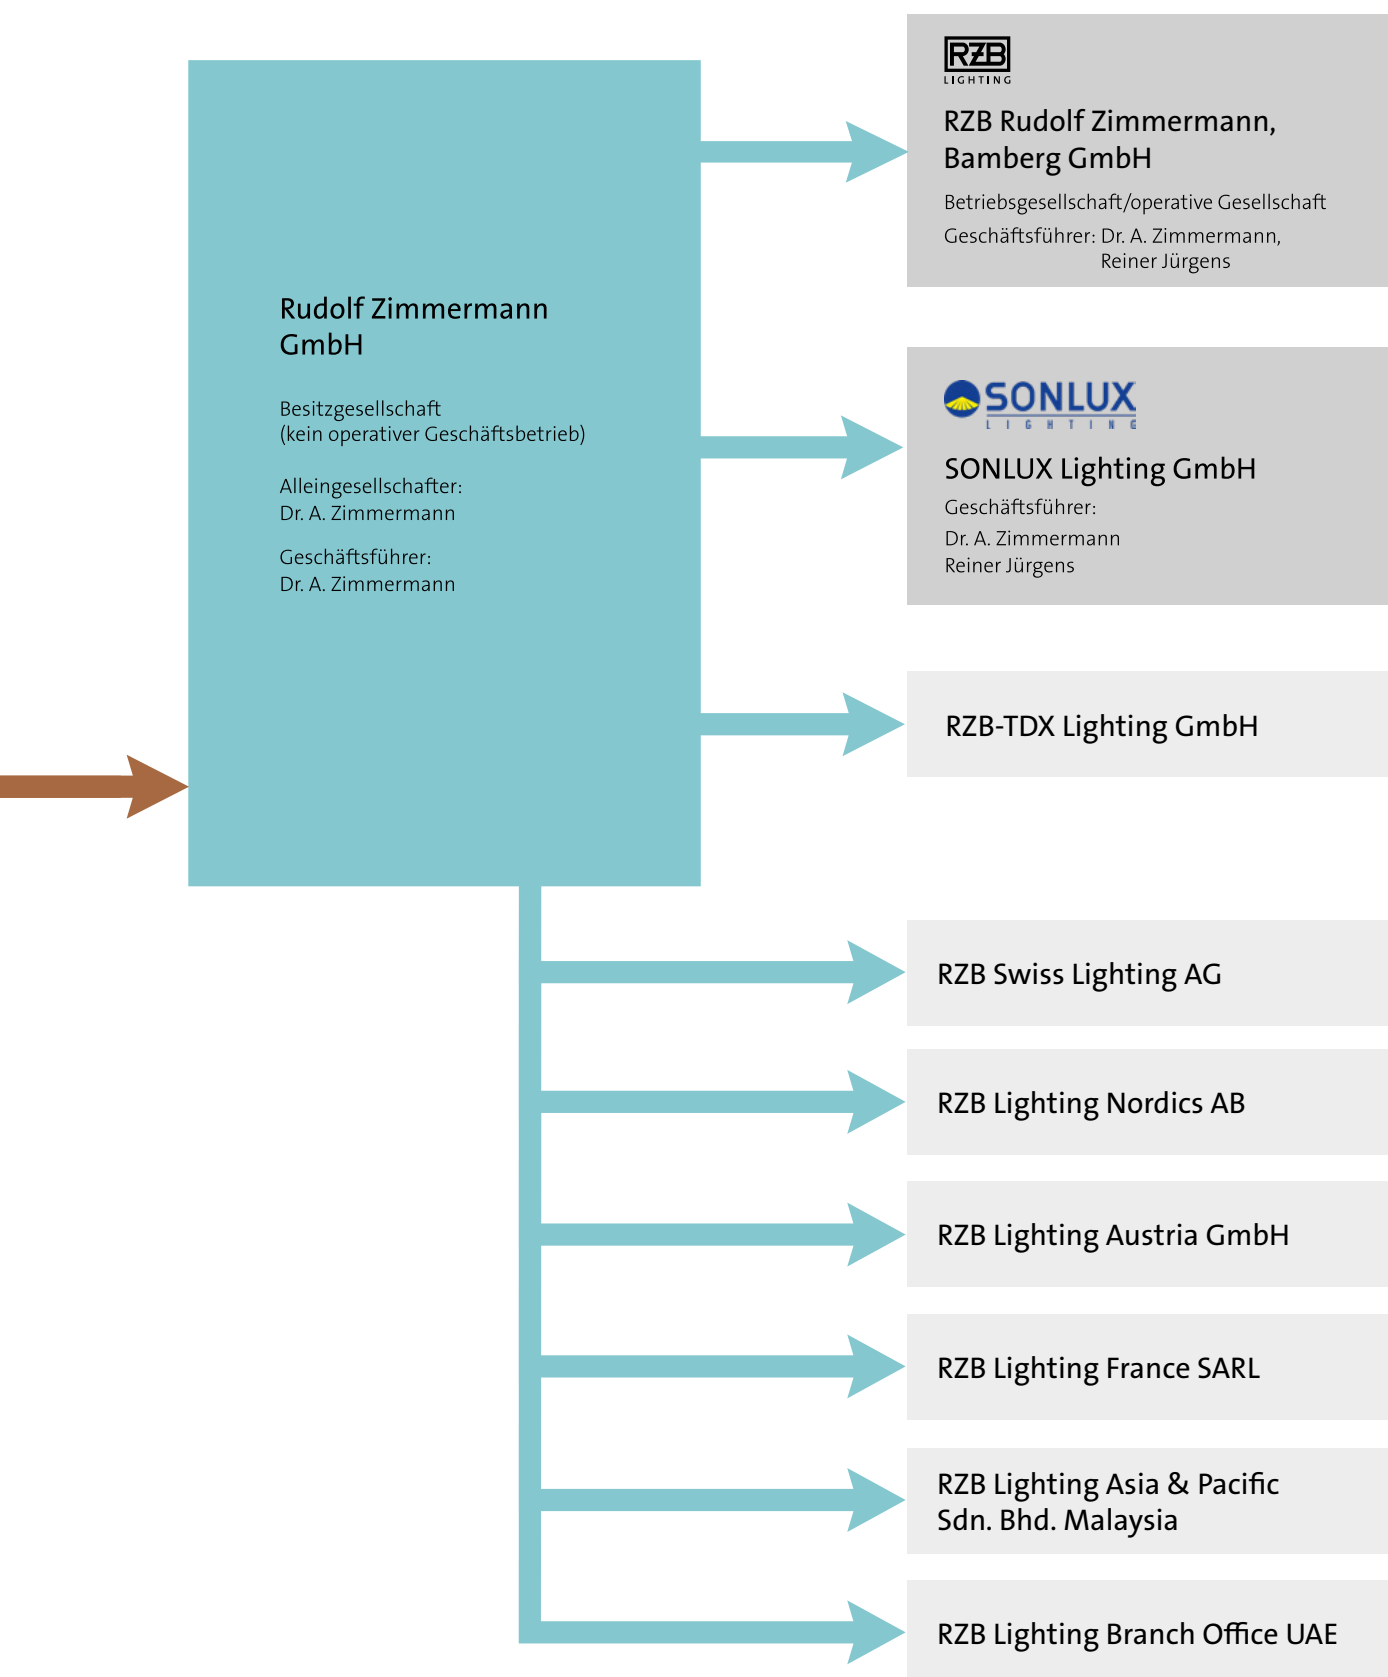 Rudolf Zimmermann
GmbH
Besitzgesellschaft
(kein operativer Geschäftsbetrieb)
Alleingesellschafter:
Dr. A. Zimmermann
Geschäftsführer:
Dr. A. Zimmermann
RZB
LIGHTING
RZB Rudolf Zimmermann,
Bamberg GmbH
Betriebsgesellschaft/operative Gesellschaft
Geschäftsführer: Dr. A. Zimmermann,
Reiner Jürgens
SONLUX
LIGHTING
SONLUX Lighting GmbH
Geschäftsführer:
Dr. A. Zimmermann
Reiner Jürgens
RZB-TDX Lighting GmbH
RZB Swiss Lighting AG
RZB Lighting Nordics AB
RZB Lighting Austria GmbH
RZB Lighting France SARL
RZB Lighting Asia & Pacific
Sdn. Bhd. Malaysia
RZB Lighting Branch Office UAE